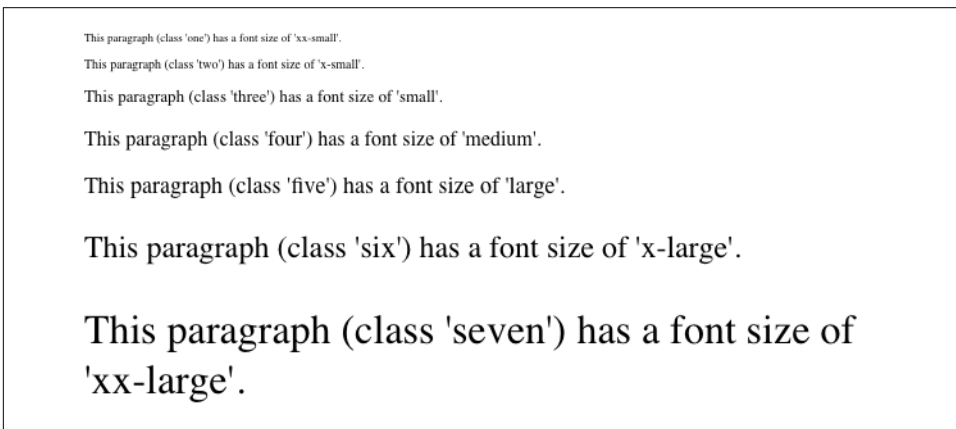 This paragraph (class 'one') has a font size of 'xx-small'.
This paragraph (class 'two') has a font size of 'x-small'.
This paragraph (class 'three') has a font size of 'small'.
This paragraph (class 'four') has a font size of 'medium'.
This paragraph (class 'five') has a font size of 'large'.
This paragraph (class 'six') has a font size of 'x-large'.
This paragraph (class 'seven') has a font size of
'xx-large'.